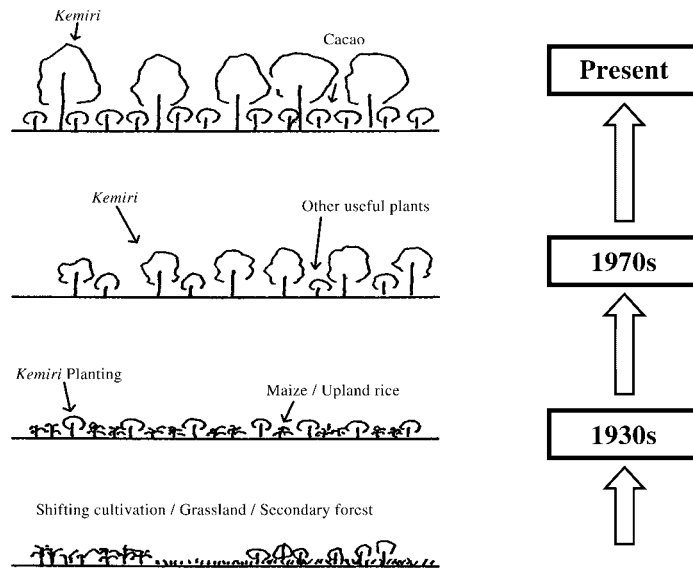 Kemiri
Cacao
Present
Kemiri
Other useful plants
1970s
Kemiri Planting
Maize / Upland rice
1930s
Shifting cultivation / Grassland / Secondary forest